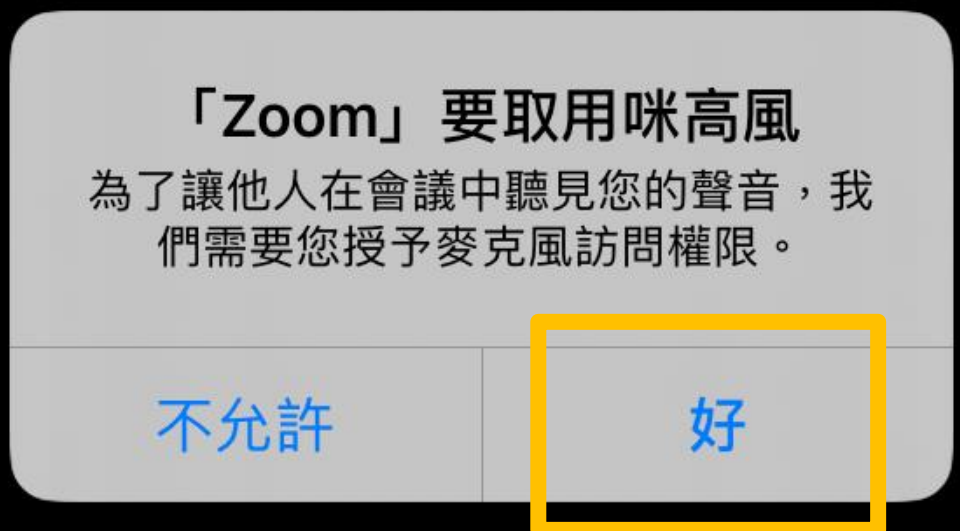 「Zoom」要取用咪高風
為了讓他人在會議中聽見您的聲音，我
們需要您授予麥克風訪問權限。
不允許
好